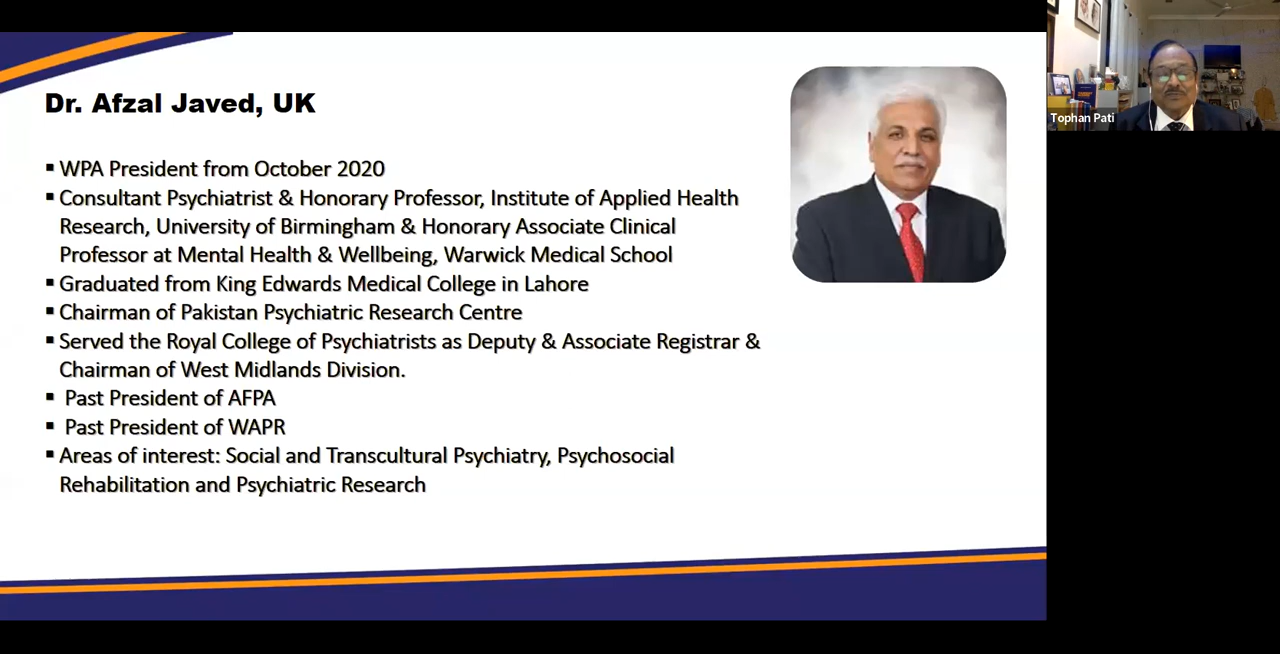 Dr. Afzal Javed, UK
▪ WPA President from October 2020
▪ Consultant Psychiatrist & Honorary Professor, Institute of Applied Health
Research, University of Birmingham & Honorary Associate Clinical
Professor at Mental Health & Wellbeing, Warwick Medical School
▪ Graduated from King Edwards Medical College in Lahore
▪ Chairman of Pakistan Psychiatric Research Centre
▪ Served the Royal College of Psychiatrists as Deputy & Associate Registrar &
Chairman of West Midlands Division.
▪ Past President of AFPA
▪ Past President of WAPR
▪ Areas of interest: Social and Transcultural Psychiatry, Psychosocial
Rehabilitation and Psychiatric Research
Tophan Pati